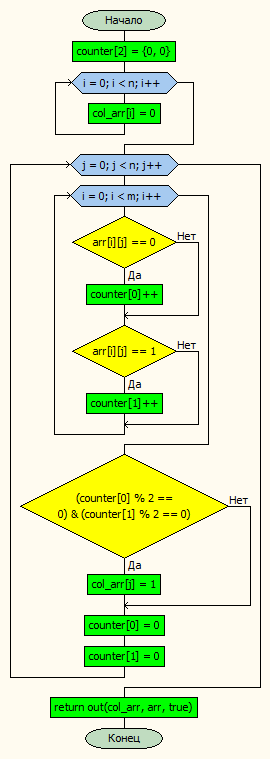 Начало
counter[2] = {0, 0}
i = 0; i < n; i++
col_arr[i] = 0
j = 0; j < n; j++
i = 0; i < m; i++
arr[i][j] == 0
Нет
Да
counter[0]++
arr[i][j] == 1
Нет
Да
counter[1]++
(counter[0] % 2 ==
0) & (counter[1] % 2 == 0)
Нет
Да
col_arr[j] = 1
counter[0] = 0
counter[1] = 0
return out(col_arr, arr, true)
Конец